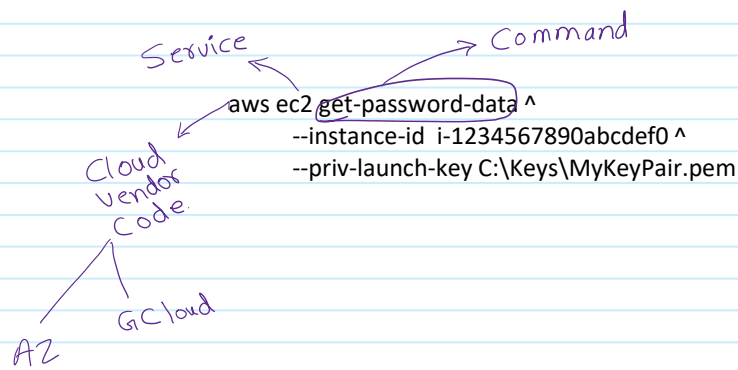 Service
Command
aws ec2 get-password-data ^
--instance-id i-1234567890abcdef0 ^
--priv-launch-key C:\Keys\MyKeyPair.pem
Cloud
Vendor
Code.
GCloud
AZ